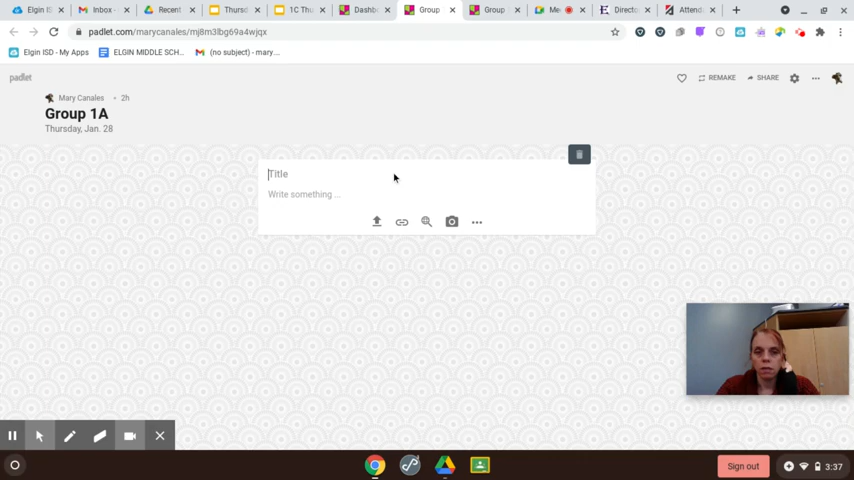 Elgin IS
Inbox -
Recent
Thursd
1C Thu
Dashb
Group
Group
Me
Direct
Attend
padlet.com/marycanales/mj8m3lbg69a4wjqx
Elgin ISD - My Apps
ELGIN MIDDLE SCH...
(no subject) - mary....
padlet
REMAKE
SHARE
Mary Canales • 2h
Group 1A
Thursday, Jan. 28
Title
Write something ...
Sign out
3:37